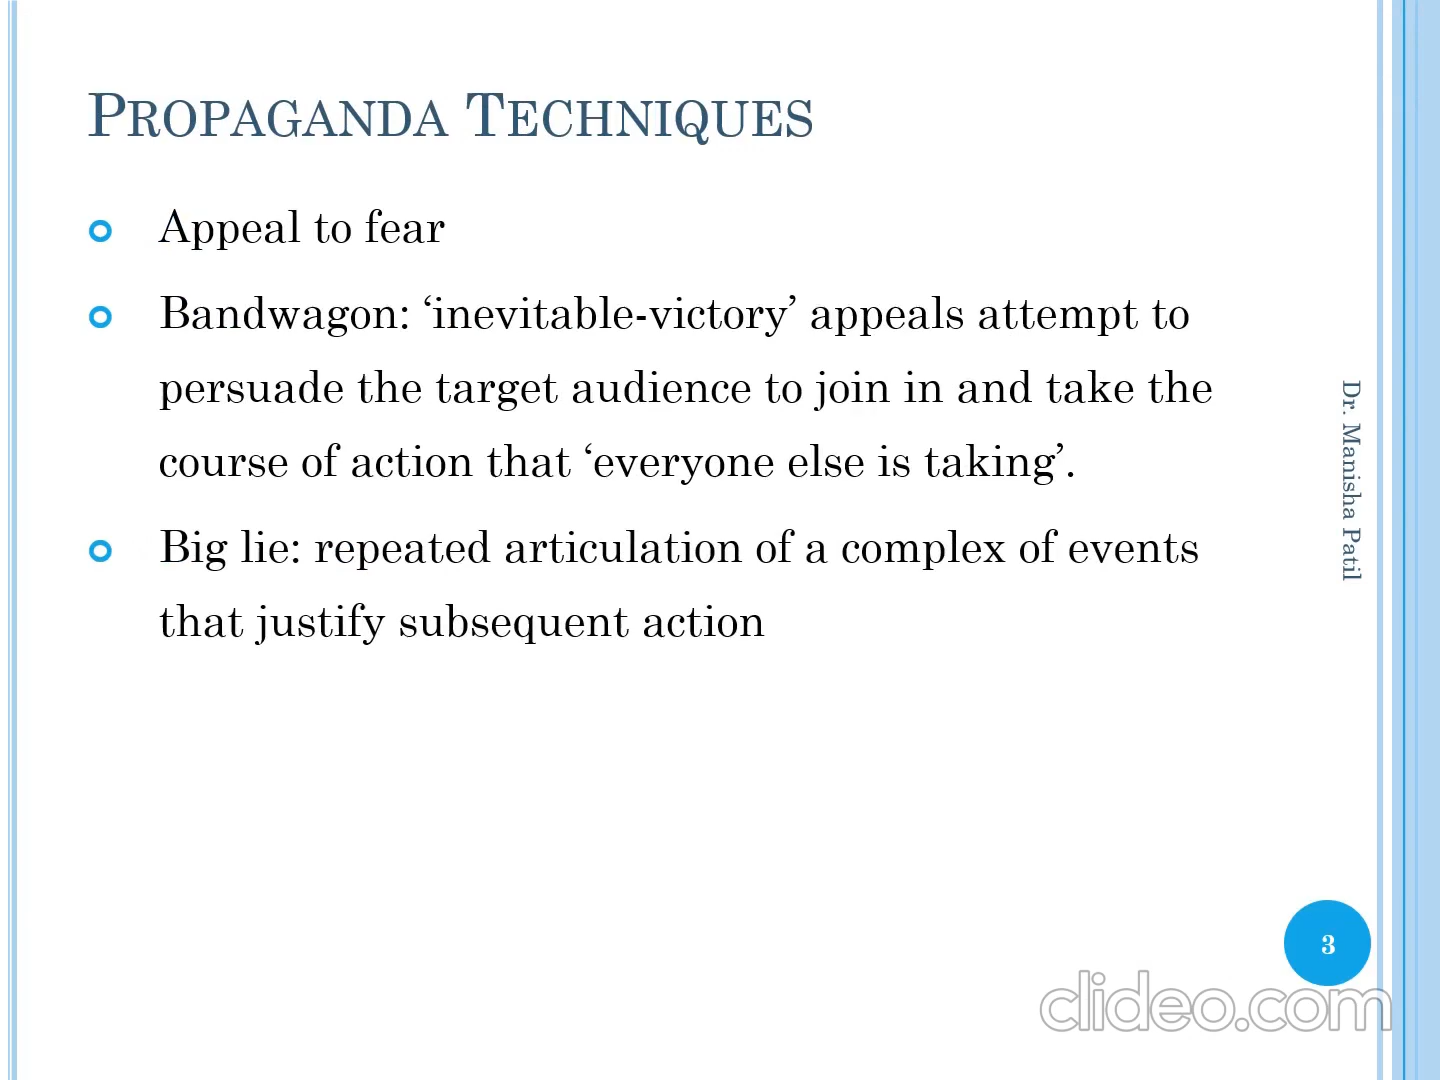 PROPAGANDA TECHNIQUES
Appeal to fear
Bandwagon: ‘inevitable-victory’ appeals attempt to
persuade the target audience to join in and take the
course of action that ‘everyone else is taking’.
Big lie: repeated articulation of a complex of events
that justify subsequent action
Dr. Manisha Patil
3
clideo.com